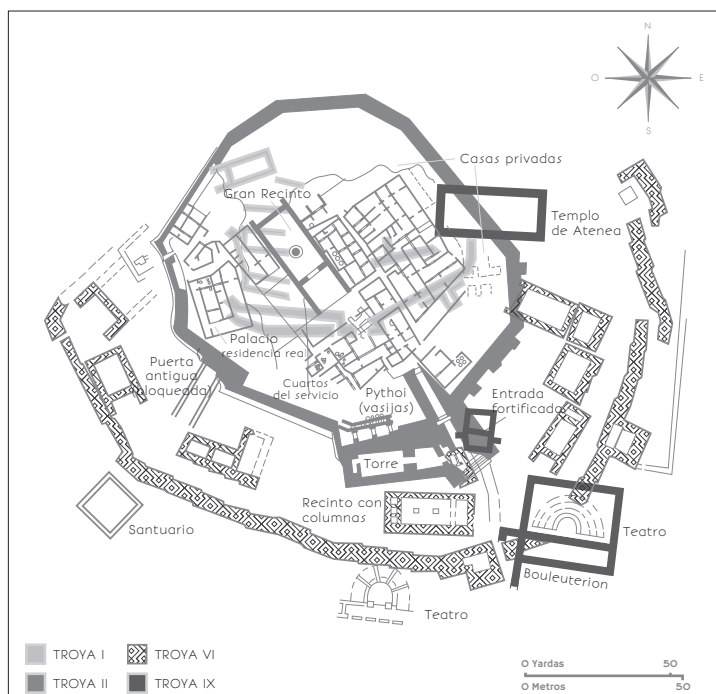 N
O
E
S
Casas privadas
Gran Recinto
Templo
de Atenea
Palacio
residencia real
Puerta
antigua
(bloqueada)
Cuartos
del servicio
Pythoi
(vasijas)
Entrada
fortificada
Torre
Recinto con
columnas
Santuario
Teatro
Bouleuterion
Teatro
TROYA I
TROYA VI
TROYA II
TROYA IX
0 Yardas 50
0 Metros 50